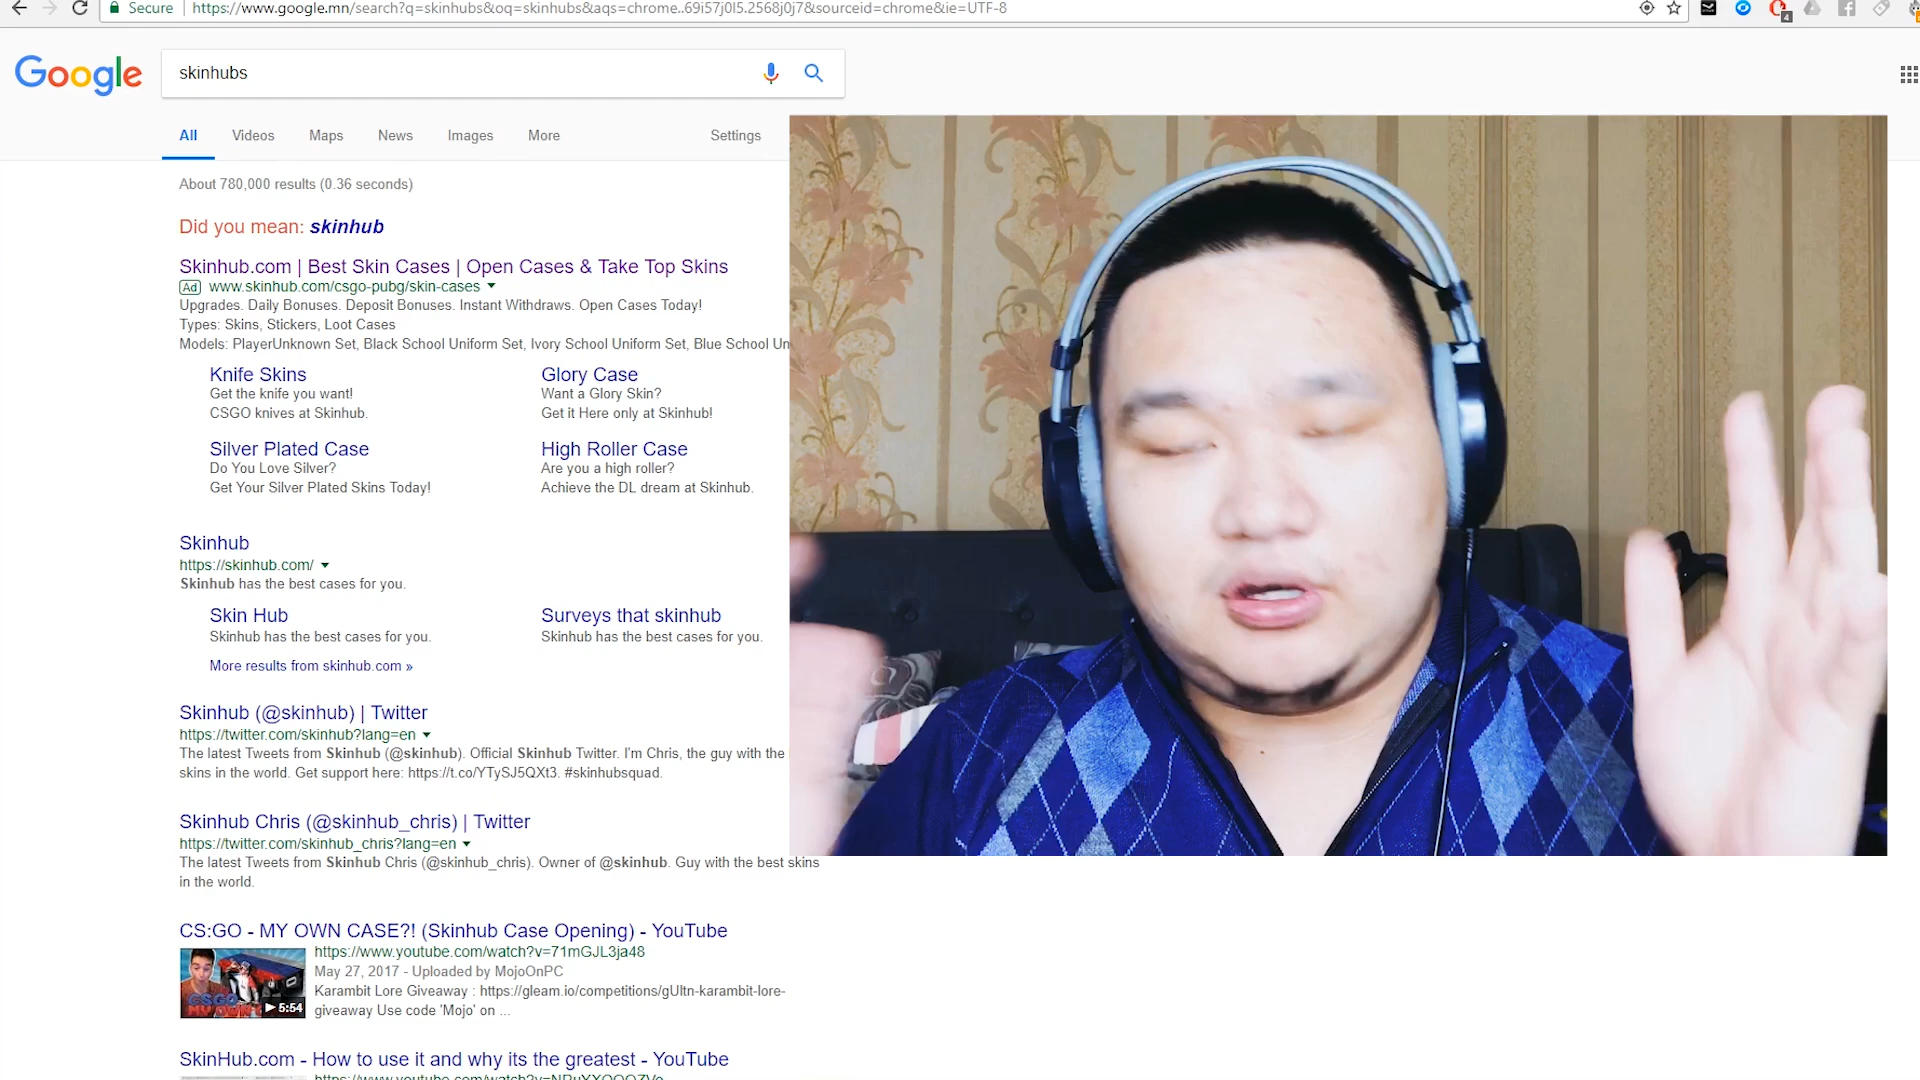 Secure https://www.google.mn/search?q=skinhubs&oq=skinhubs&aqs=chrome..69i57j0l5.2568j0j7&sourceid=chrome&ie=UTF-8
4
Google skinhubs
All Videos Maps News Images More Settings
About 780,000 results (0.36 seconds)
Did you mean: skinhub
Skinhub.com | Best Skin Cases | Open Cases & Take Top Skins
Ad www.skinhub.com/csgo-pubg/skin-cases
Upgrades. Daily Bonuses. Deposit Bonuses. Instant Withdraws. Open Cases Today!
Types: Skins, Stickers, Loot Cases
Models: PlayerUnknown Set, Black School Uniform Set, Ivory School Uniform Set, Blue School Un
Knife Skins
Get the knife you want!
CSGO knives at Skinhub.
Glory Case
Want a Glory Skin?
Get it Here only at Skinhub!
Silver Plated Case
Do You Love Silver?
Get Your Silver Plated Skins Today!
High Roller Case
Are you a high roller?
Achieve the DL dream at Skinhub.
Skinhub
https://skinhub.com/
Skinhub has the best cases for you.
Skin Hub
Skinhub has the best cases for you.
Surveys that skinhub
Skinhub has the best cases for you.
More results from skinhub.com »
Skinhub (@skinhub) | Twitter
https://twitter.com/skinhub?lang=en
The latest Tweets from Skinhub (@skinhub). Official Skinhub Twitter. I'm Chris, the guy with the
skins in the world. Get support here: https://t.co/YTySJ5QXt3. #skinhubsquad.
Skinhub Chris (@skinhub_chris) | Twitter
https://twitter.com/skinhub_chris?lang=en
The latest Tweets from Skinhub Chris (@skinhub_chris). Owner of @skinhub. Guy with the best skins
in the world.
CS:GO - MY OWN CASE?! (Skinhub Case Opening) - YouTube
https://www.youtube.com/watch?v=71mGJL3ja48
May 27, 2017 - Uploaded by MojoOnPC
Karambit Lore Giveaway : https://gleam.io/competitions/gUltn-karambit-lore-
giveaway Use code 'Mojo' on ...
CSGO
MY OWN
5:54
SkinHub.com - How to use it and why its the greatest - YouTube